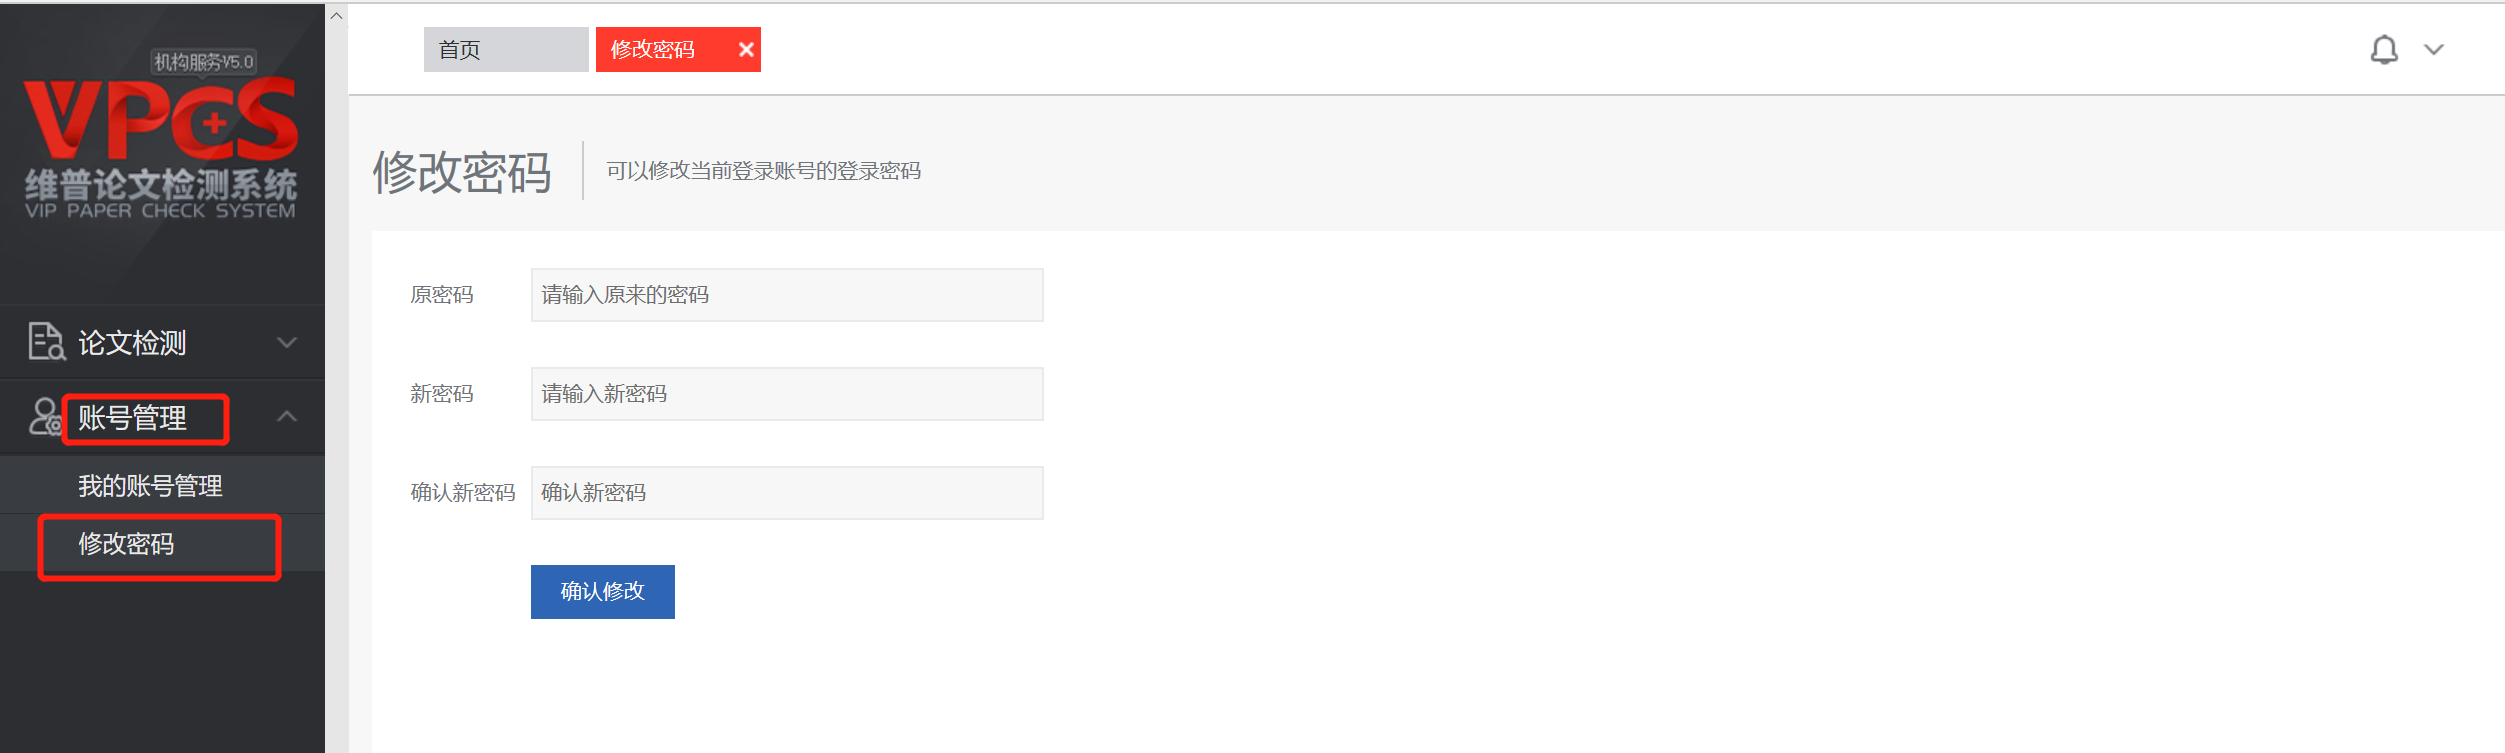 机构服务V5.0
VPCS
维普论文检测系统
VIP PAPER CHECK SYSTEM
论文检测
账号管理
我的账号管理
修改密码
首页
修改密码
修改密码
可以修改当前登录账号的登录密码
原密码 请输入原来的密码
新密码 请输入新密码
确认新密码 确认新密码
确认修改